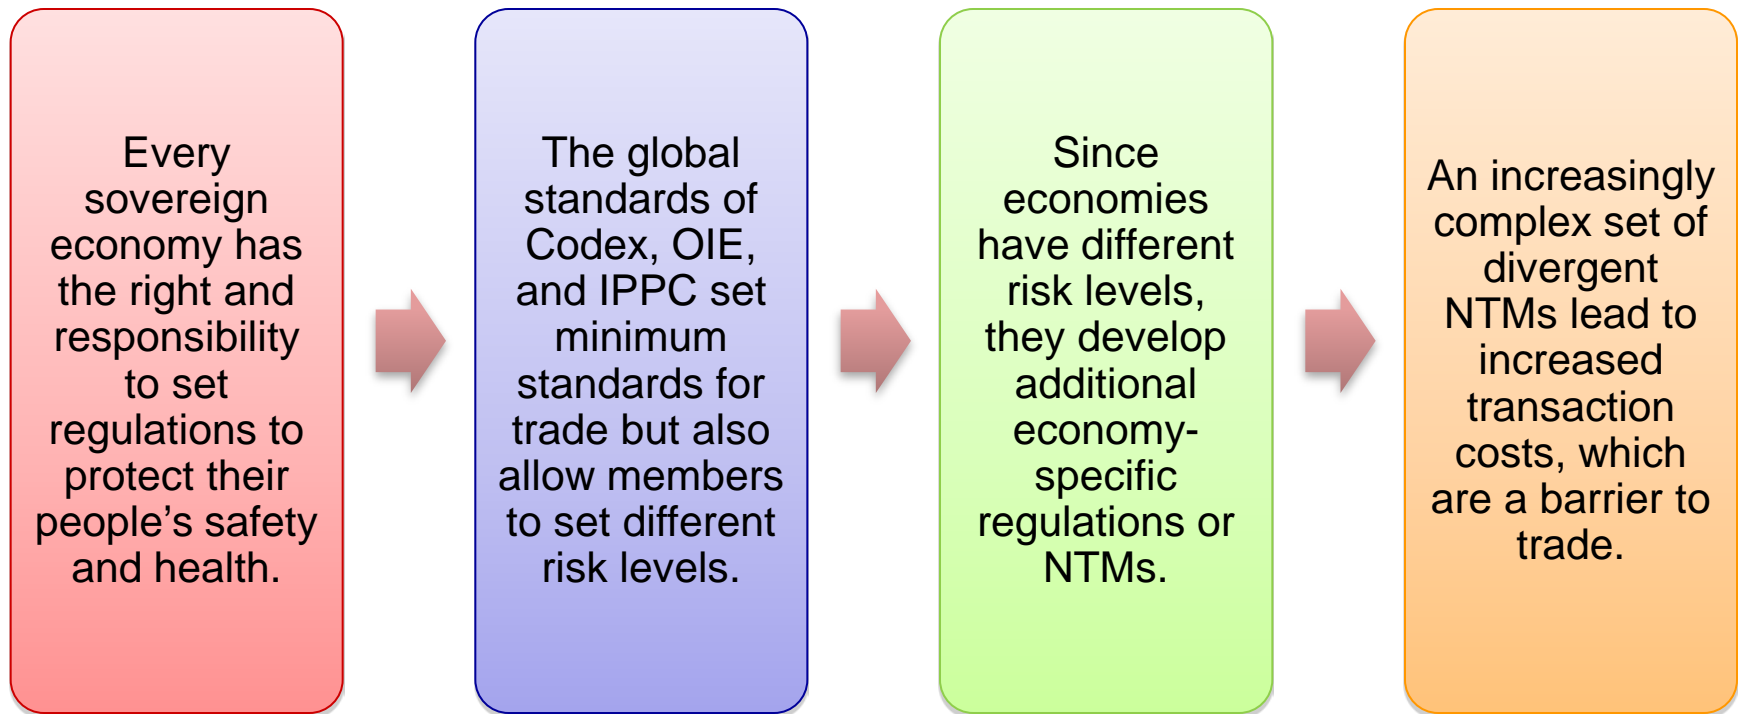 Every
sovereign
economy has
the right and
responsibility
to set
regulations to
protect their
people’s safety
and health.
The global
standards of
Codex, OIE,
and IPPC set
minimum
standards for
trade but also
allow members
to set different
risk levels.
Since
economies
have different
risk levels,
they develop
additional
economy-
specific
regulations or
NTMs.
An increasingly
complex set of
divergent
NTMs lead to
increased
transaction
costs, which
are a barrier to
trade.